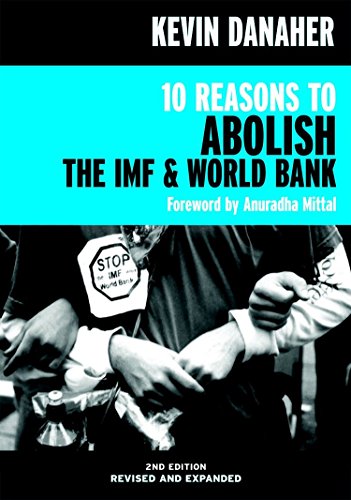 KEVIN DANAHER
10 REASONS TO
ABOLISH
THE IMF & WORLD BANK
Foreword by Anuradha Mittal
STOP
the IMF
World Bank
2ND EDITION
REVISED AND EXPANDED